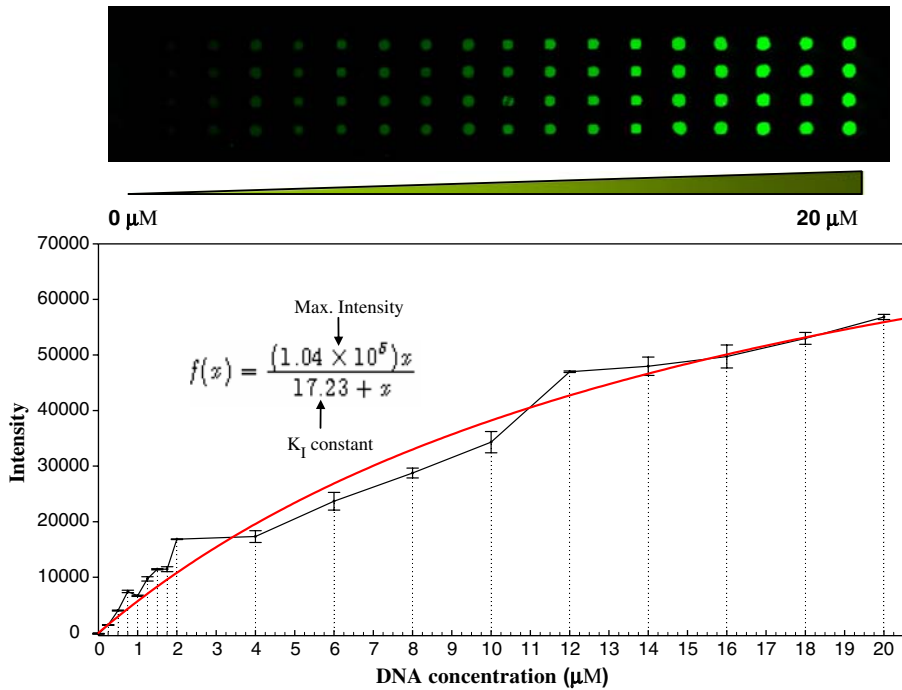 0 μM 20 μM
70000
60000
50000
40000
30000
20000
10000
0
Intensity
Max. Intensity
f(x) = (1.04 × 10⁵)x / 17.23 + x
K_I constant
0 1 2 3 4 5 6 7 8 9 10 11 12 13 14 15 16 17 18 19 20
DNA concentration (μM)